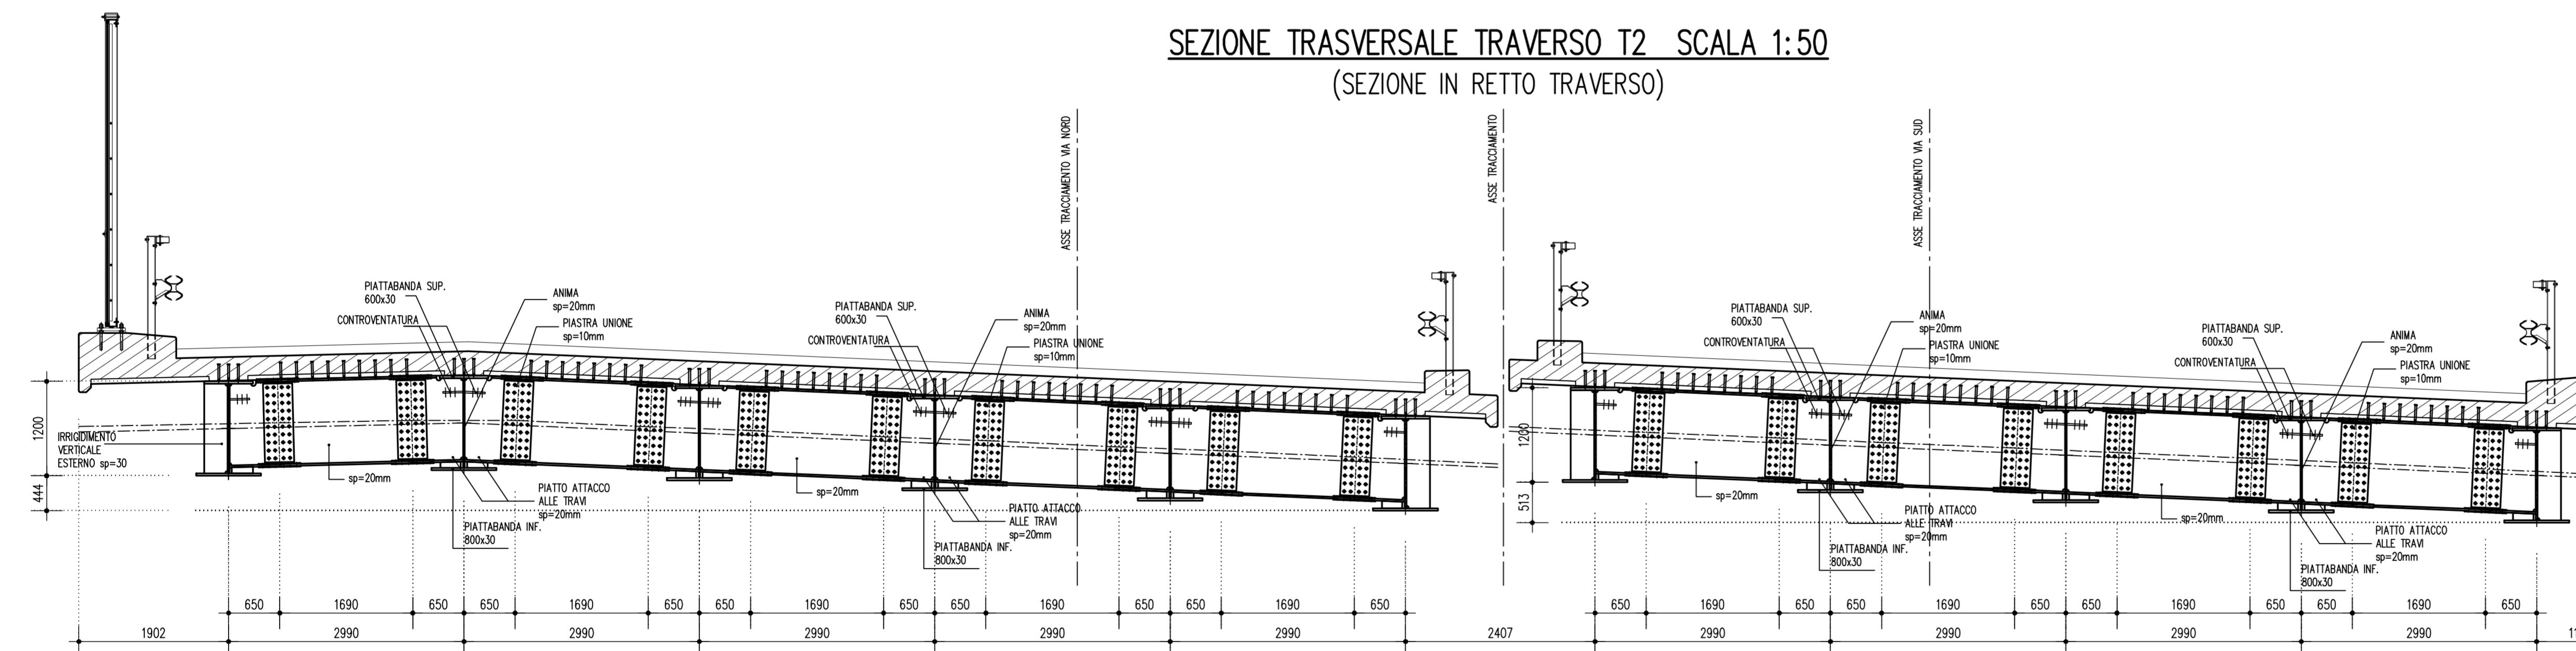 SEZIONE TRASVERSALE TRAVERSO T2 SCALA 1:50
(SEZIONE IN RETTO TRAVERSO)
ASSE TRACCIAMENTO VIA NORD
ASSE TRACCIAMENTO
ASSE TRACCIAMENTO VIA SUD
PIATTABANDA SUP.
600x30
CONTROVENTATURA
ANIMA
sp=20mm
PIASTRA UNIONE
sp=10mm
PIATTABANDA SUP.
600x30
CONTROVENTATURA
ANIMA
sp=20mm
PIASTRA UNIONE
sp=10mm
PIATTABANDA SUP.
600x30
CONTROVENTATURA
ANIMA
sp=20mm
PIASTRA UNIONE
sp=10mm
PIATTABANDA SUP.
600x30
CONTROVENTATURA
ANIMA
sp=20mm
PIASTRA UNIONE
sp=10mm
1200
444
IRRIGIDIMENTO
VERTICALE
ESTERNO sp=30
sp=20mm
PIATTO ATTACCO
ALLE TRAVI
sp=20mm
PIATTABANDA INF.
800x30
sp=20mm
PIATTO ATTACCO
ALLE TRAVI
sp=20mm
PIATTABANDA INF.
800x30
1200
513
sp=20mm
PIATTO ATTACCO
ALLE TRAVI
sp=20mm
PIATTABANDA INF.
800x30
sp=20mm
PIATTO ATTACCO
ALLE TRAVI
sp=20mm
PIATTABANDA INF.
800x30
650 1690 650 650 1690 650 650 1690 650 650 1690 650 650 1690 650 650 1690 650 650 1690 650 650 1690 650 650 1690 650
1902 2990 2990 2990 2990 2990 2407 2990 2990 2990 2990